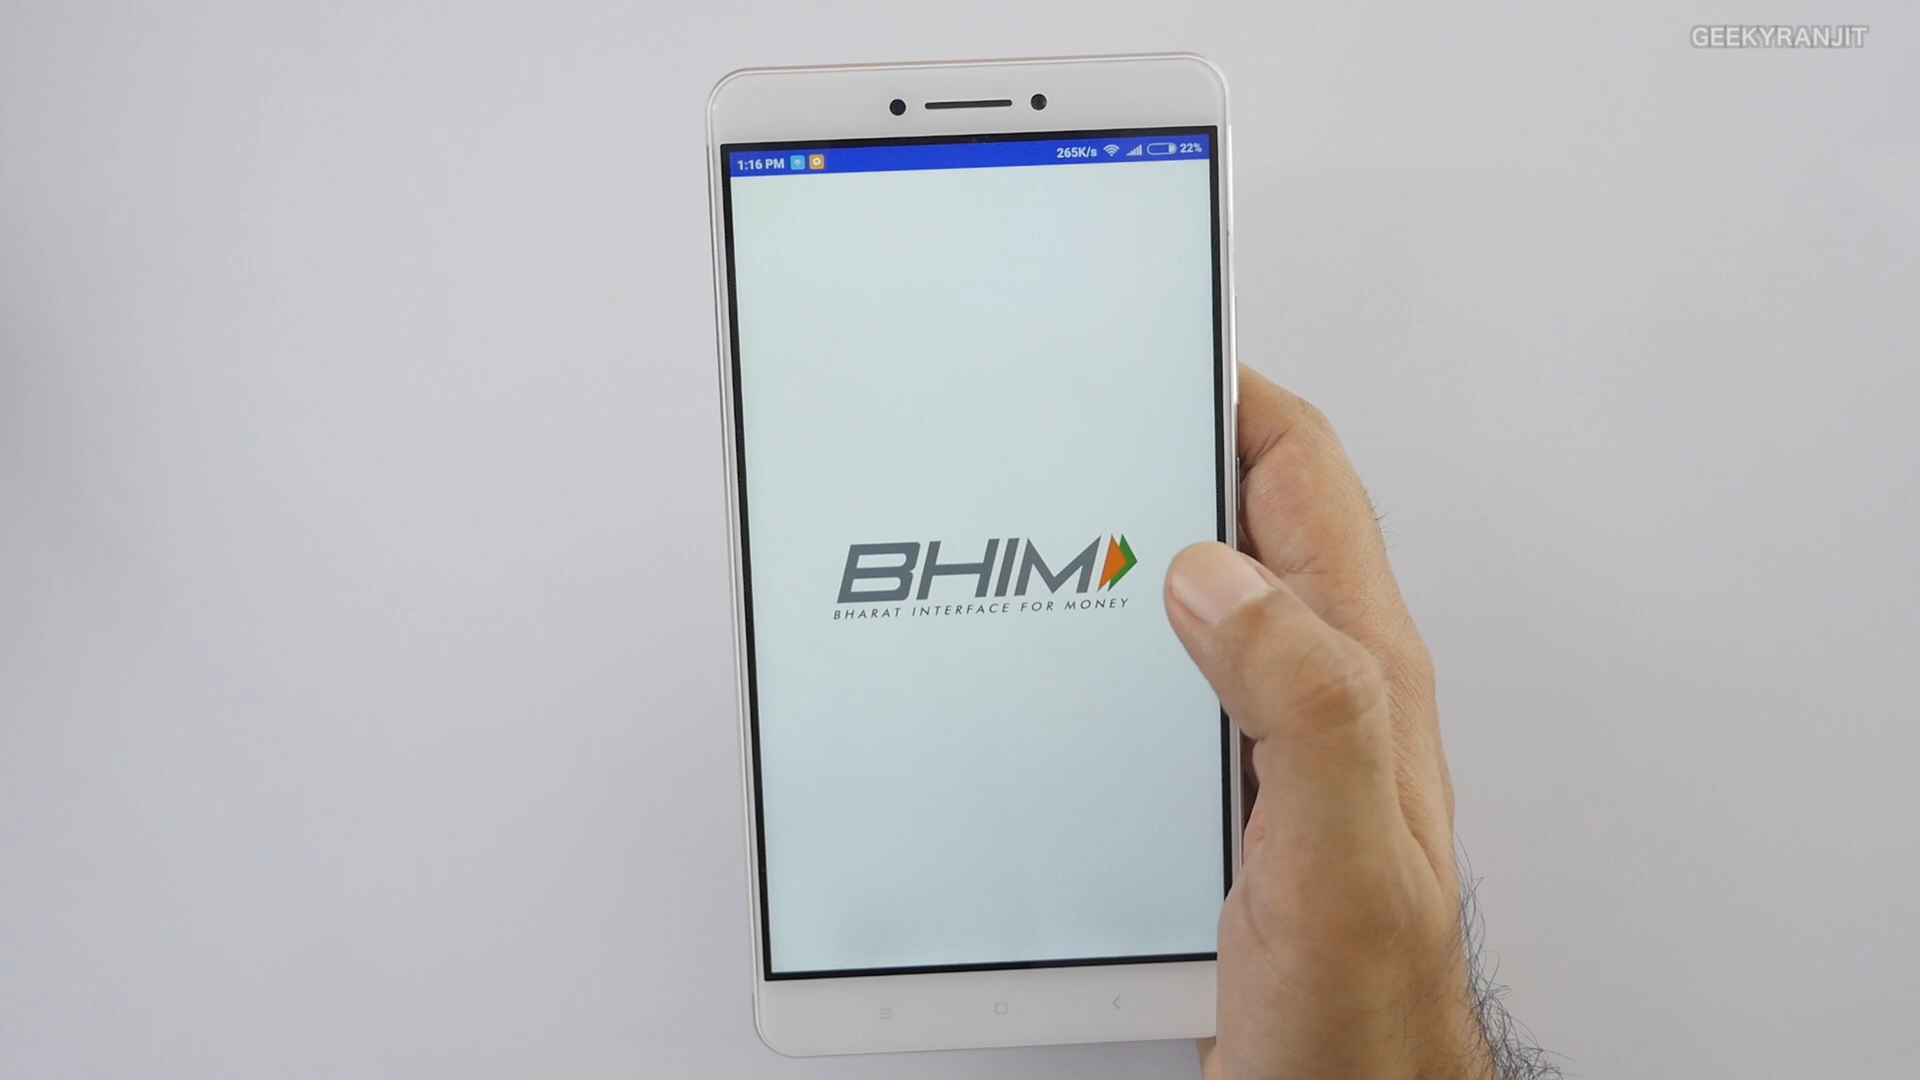 GEEKYRANJIT
1:16 PM 265K/s 22%
BHIM
BHARAT INTERFACE FOR MONEY